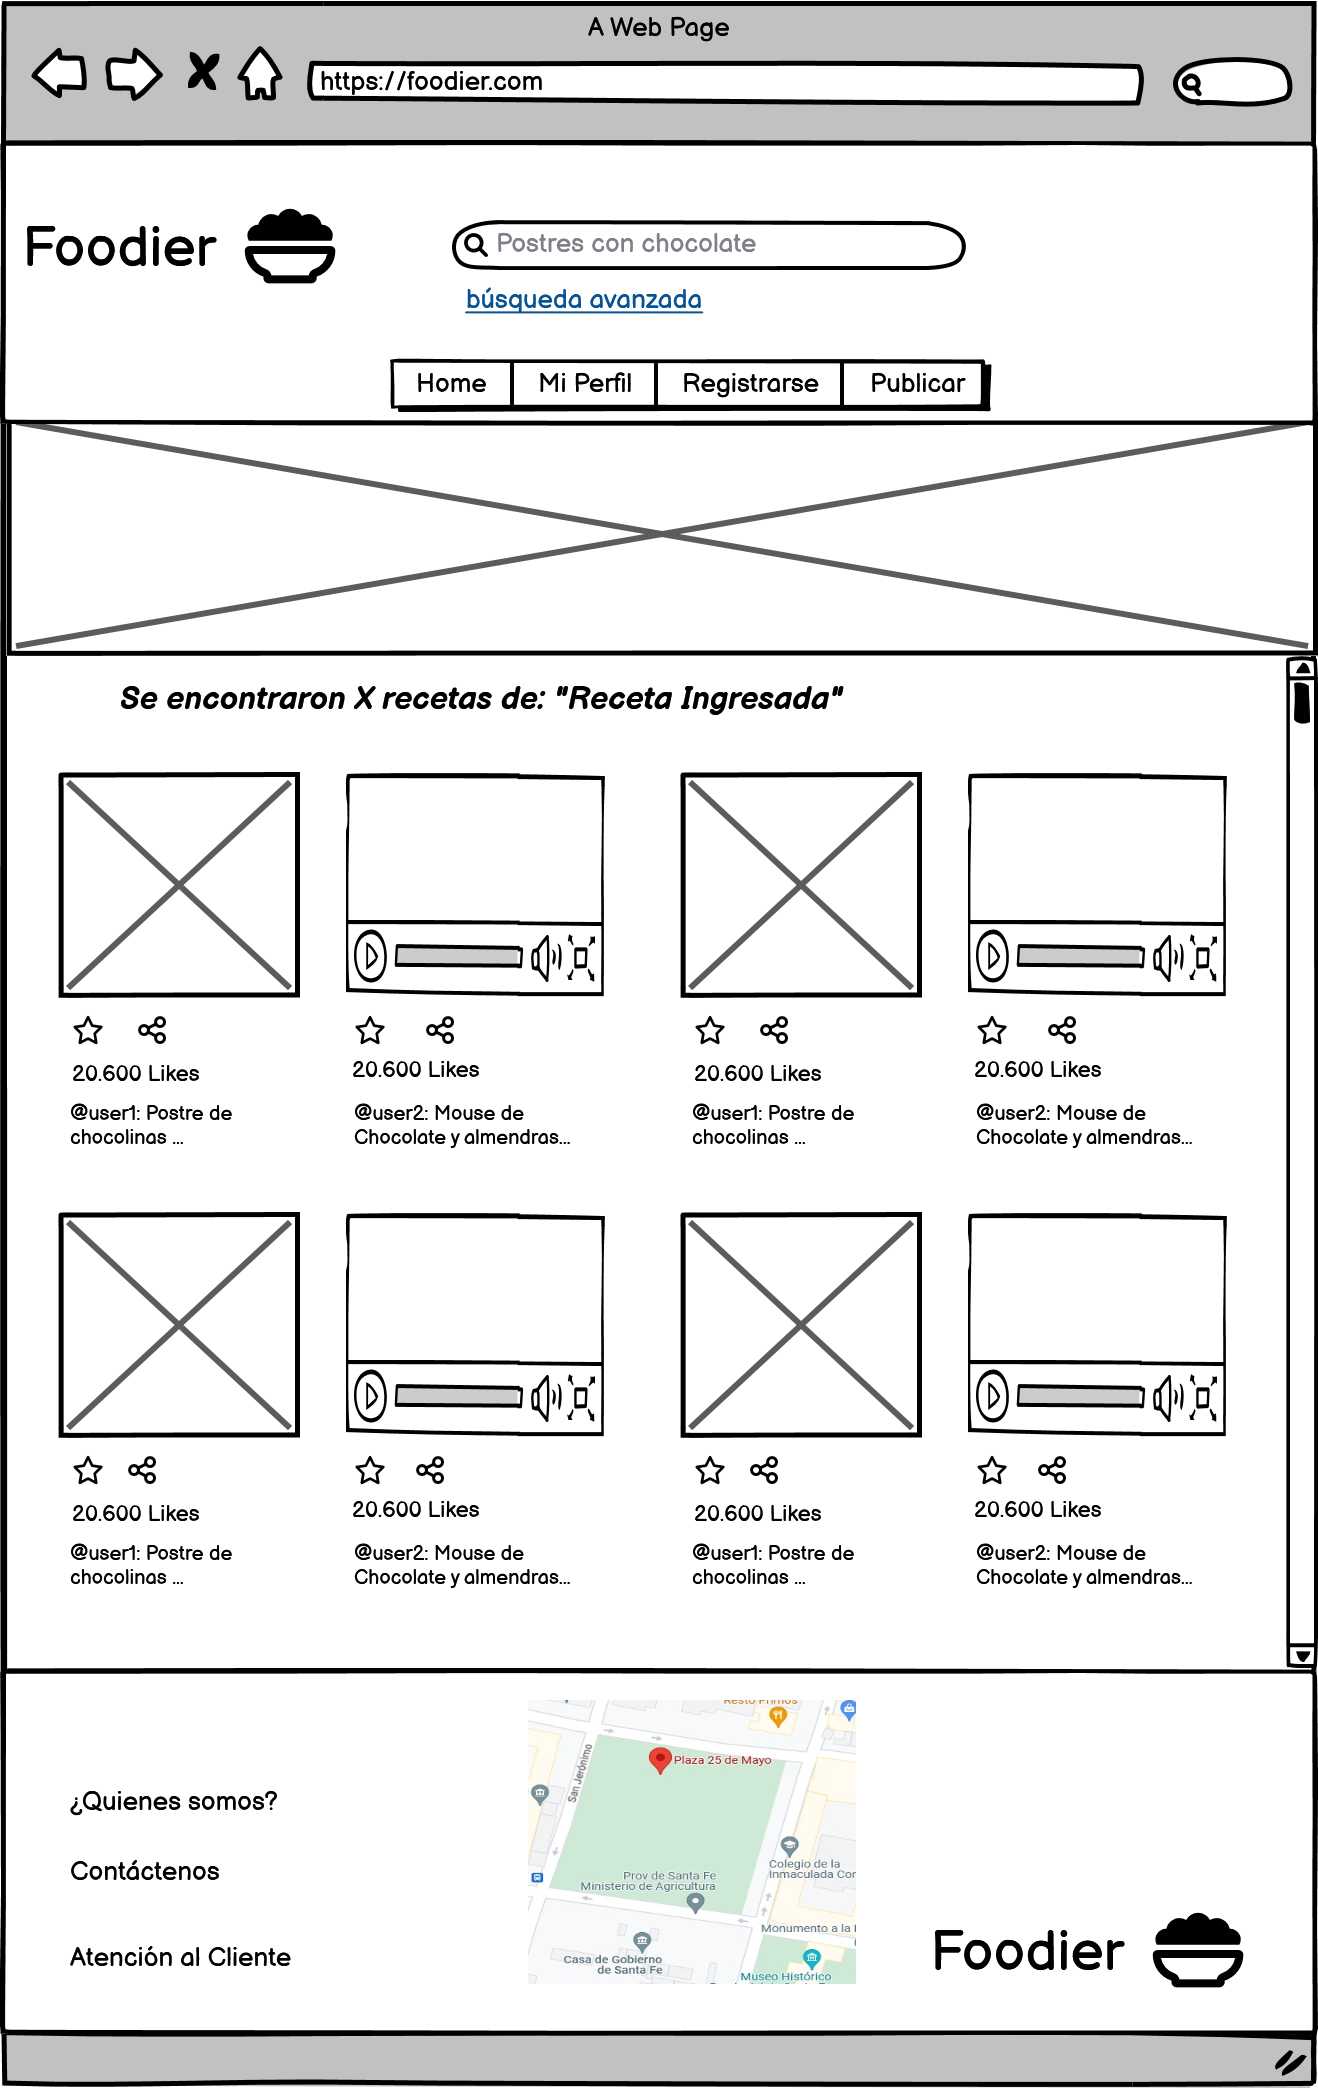 A Web Page
https://foodier.com
Foodier
Postres con chocolate
búsqueda avanzada
Home
Mi Perfil
Registrarse
Publicar
Se encontraron X recetas de: "Receta Ingresada"
20.600 Likes
@user1: Postre de
chocolinas ...
20.600 Likes
@user2: Mouse de
Chocolate y almendras...
20.600 Likes
@user1: Postre de
chocolinas ...
20.600 Likes
@user2: Mouse de
Chocolate y almendras...
20.600 Likes
@user1: Postre de
chocolinas ...
20.600 Likes
@user2: Mouse de
Chocolate y almendras...
20.600 Likes
@user1: Postre de
chocolinas ...
20.600 Likes
@user2: Mouse de
Chocolate y almendras...
¿Quienes somos?
Contáctenos
Atención al Cliente
Resto Primos
Plaza 25 de Mayo
San Jerónimo
Colegio de la
Inmaculada Cor
Prov de Santa Fe
Ministerio de Agricultura
Monumento a la
Casa de Gobierno
de Santa Fe
Museo Histórico
Foodier